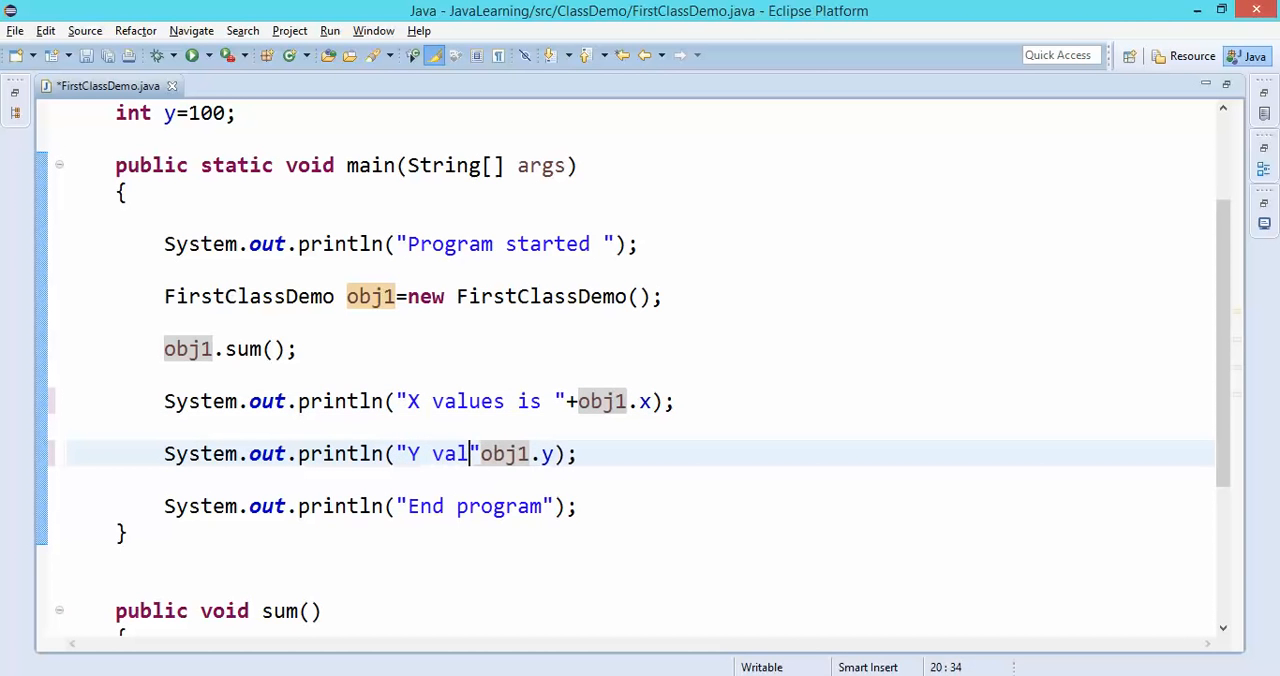 Java - JavaLearning/src/ClassDemo/FirstClassDemo.java - Eclipse Platform
File Edit Source Refactor Navigate Search Project Run Window Help
Quick Access Resource Java
*FirstClassDemo.java
int y=100;
public static void main(String[] args)
{
System.out.println("Program started ");
FirstClassDemo obj1=new FirstClassDemo();
obj1.sum();
System.out.println("X values is "+obj1.x);
System.out.println("Y val"obj1.y);
System.out.println("End program");
}
public void sum()
{
Writable Smart Insert 20 : 34